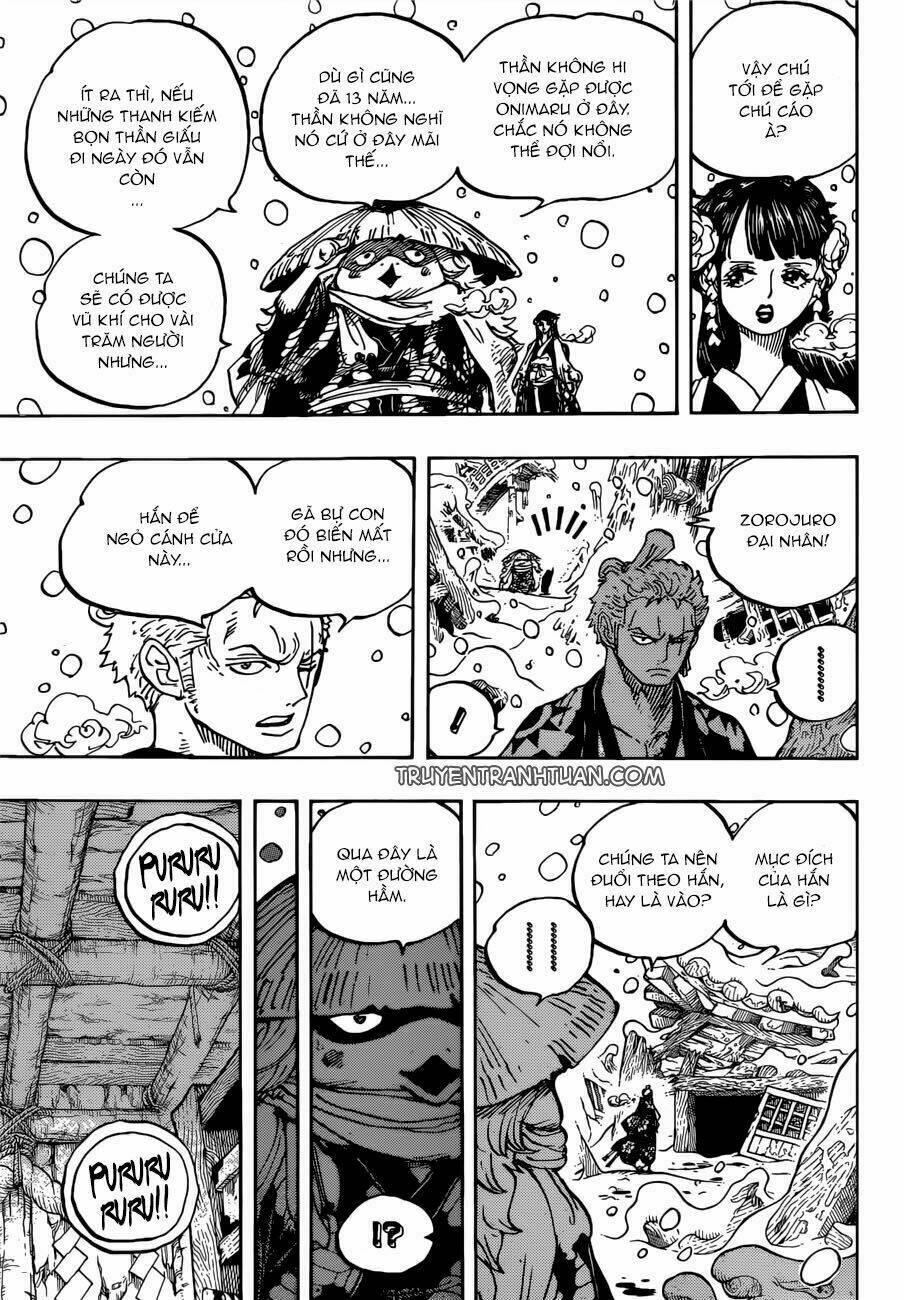 VẬY CHÚ
TỚI ĐỂ GẶP
CHÚ CÁO
À?
THẦN KHÔNG HI
VỌNG GẶP ĐƯỢC
ONIMARU Ở ĐÂY.
CHẮC NÓ KHÔNG
THỂ ĐỢI NỔI.
DÙ GÌ CŨNG
ĐÃ 13 NĂM...
THẦN KHÔNG NGHĨ
NÓ CỨ Ở ĐÂY MÃI
THẾ...
ÍT RA THÌ, NẾU
NHỮNG THANH KIẾM
BỌN THẦN GIẤU
ĐI NGÀY ĐÓ VẪN
CÒN
...
CHÚNG TA
SẼ CÓ ĐƯỢC
VŨ KHÍ CHO VÀI
TRĂM NGƯỜI
NHƯNG...
ZOROJURO
ĐẠI NHÂN!
!
GÃ BỰ CON
ĐÓ BIẾN MẤT
RỒI NHƯNG...
HẮN ĐỂ
NGỎ CÁNH CỬA
NÀY...
TRUYENTRANHTUAN.COM
MỤC ĐÍCH
CỦA HẮN
LÀ GÌ?
CHÚNG TA NÊN
ĐUỔI THEO HẮN,
HAY LÀ VÀO?
QUA ĐÂY LÀ
MỘT ĐƯỜNG
HẦM.
!?
PURURU
RURU!!
PURURU
RURU!!